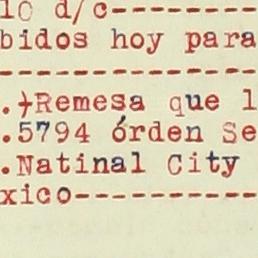 10 d/c-----------
bidos hoy para
-----------------
.+Remesa que l
.5794 órden Se
.Natinal City
xico-------------